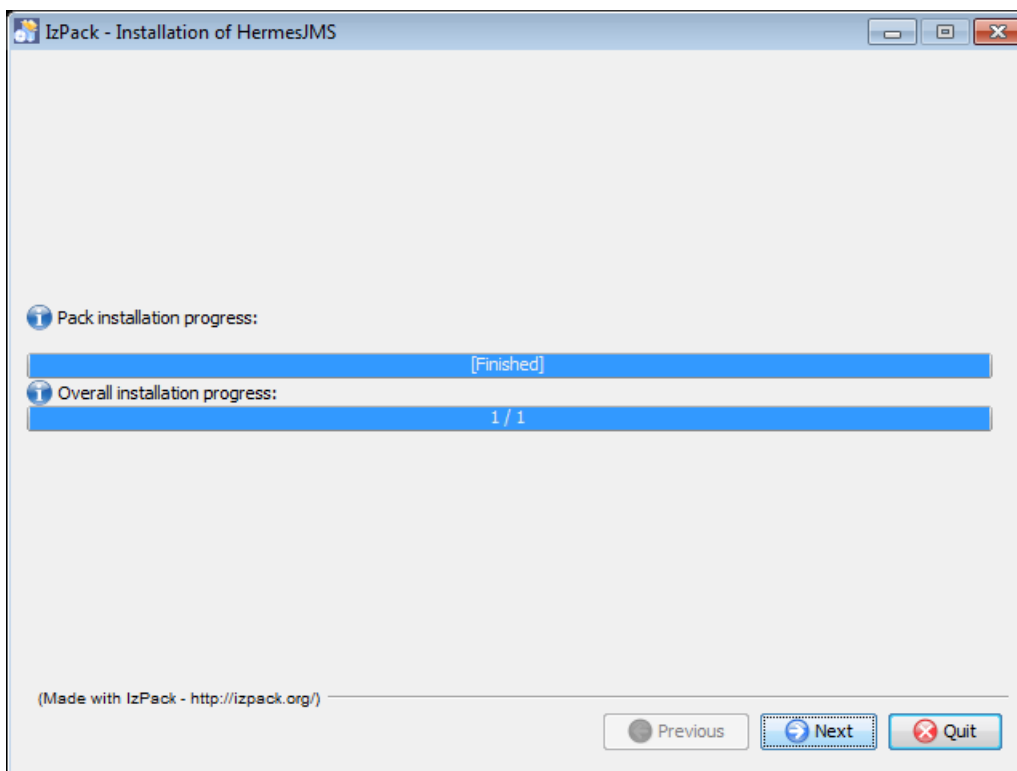 IzPack - Installation of HermesJMS
Pack installation progress:
[Finished]
Overall installation progress:
1 / 1
(Made with IzPack - http://izpack.org/)
Previous Next Quit